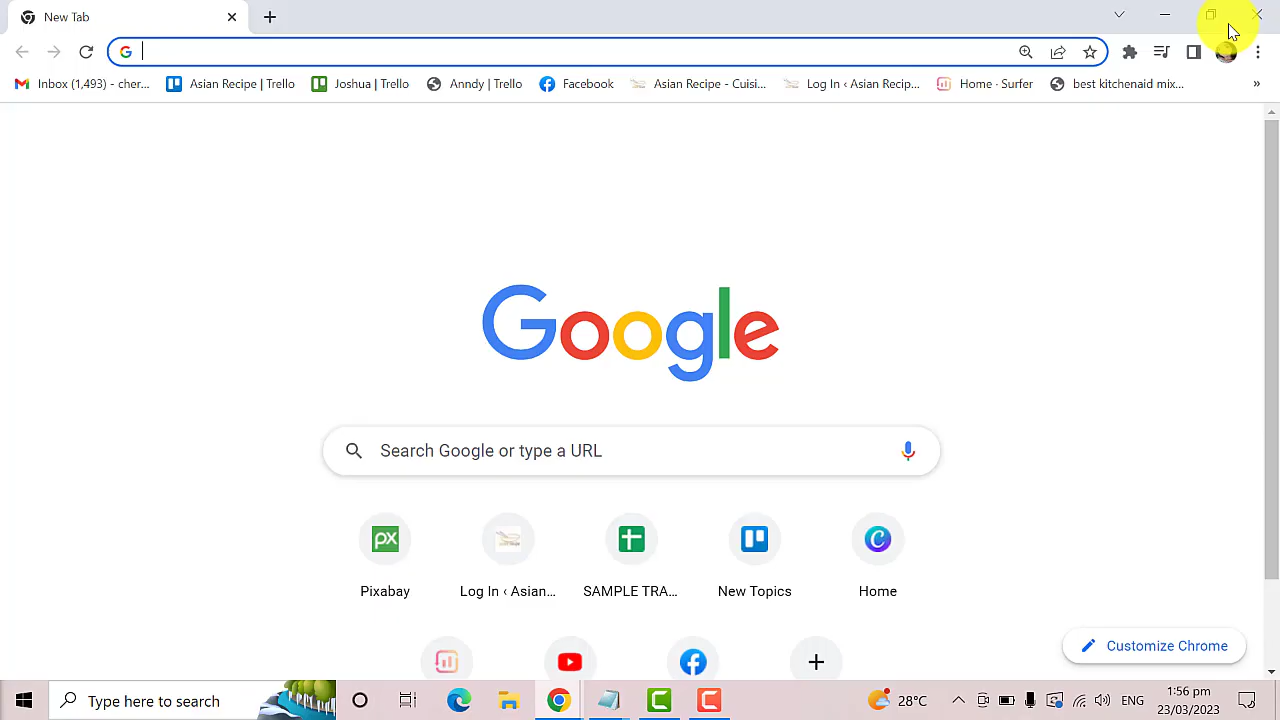 New Tab
Inbox (1,493) - cher... Asian Recipe | Trello Joshua | Trello Anndy | Trello Facebook Asian Recipe - Cuisi... Log In ‹ Asian Recip... Home · Surfer best kitchenaid mix... »
Google
Search Google or type a URL
Pixabay Log In ‹ Asian... SAMPLE TRA... New Topics Home
Customize Chrome
Type here to search 28°C ENG 1:56 pm
23/03/2023